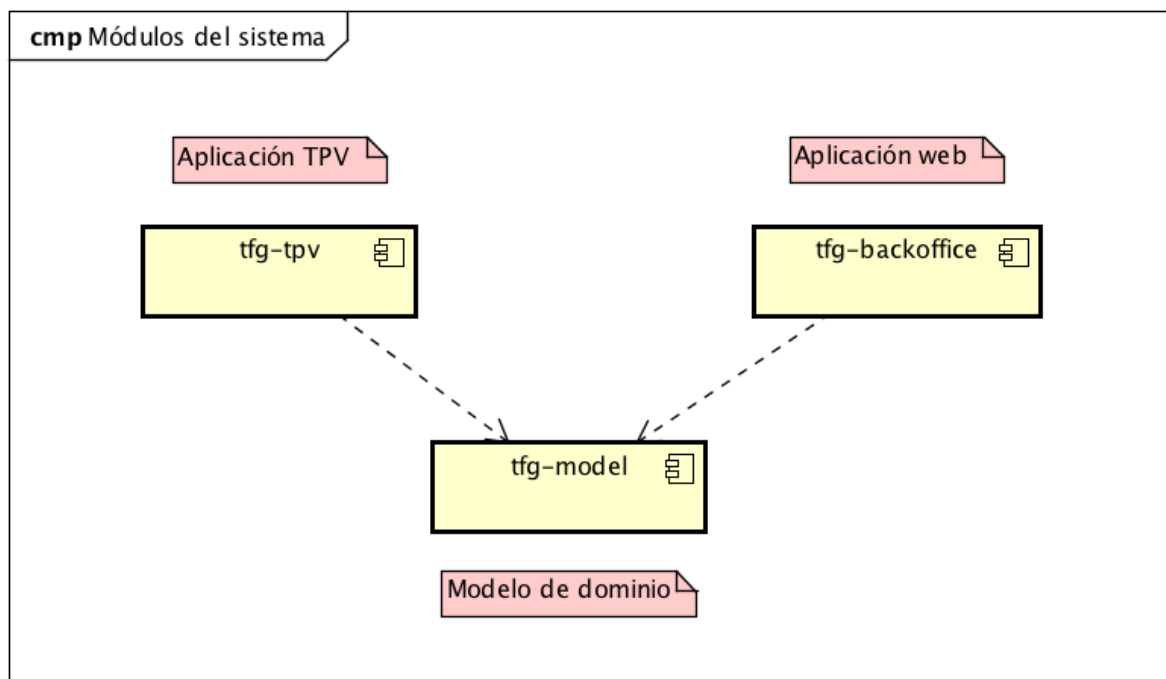 cmp Módulos del sistema
Aplicación TPV
Aplicación web
tfg-tpv
tfg-backoffice
tfg-model
Modelo de dominio